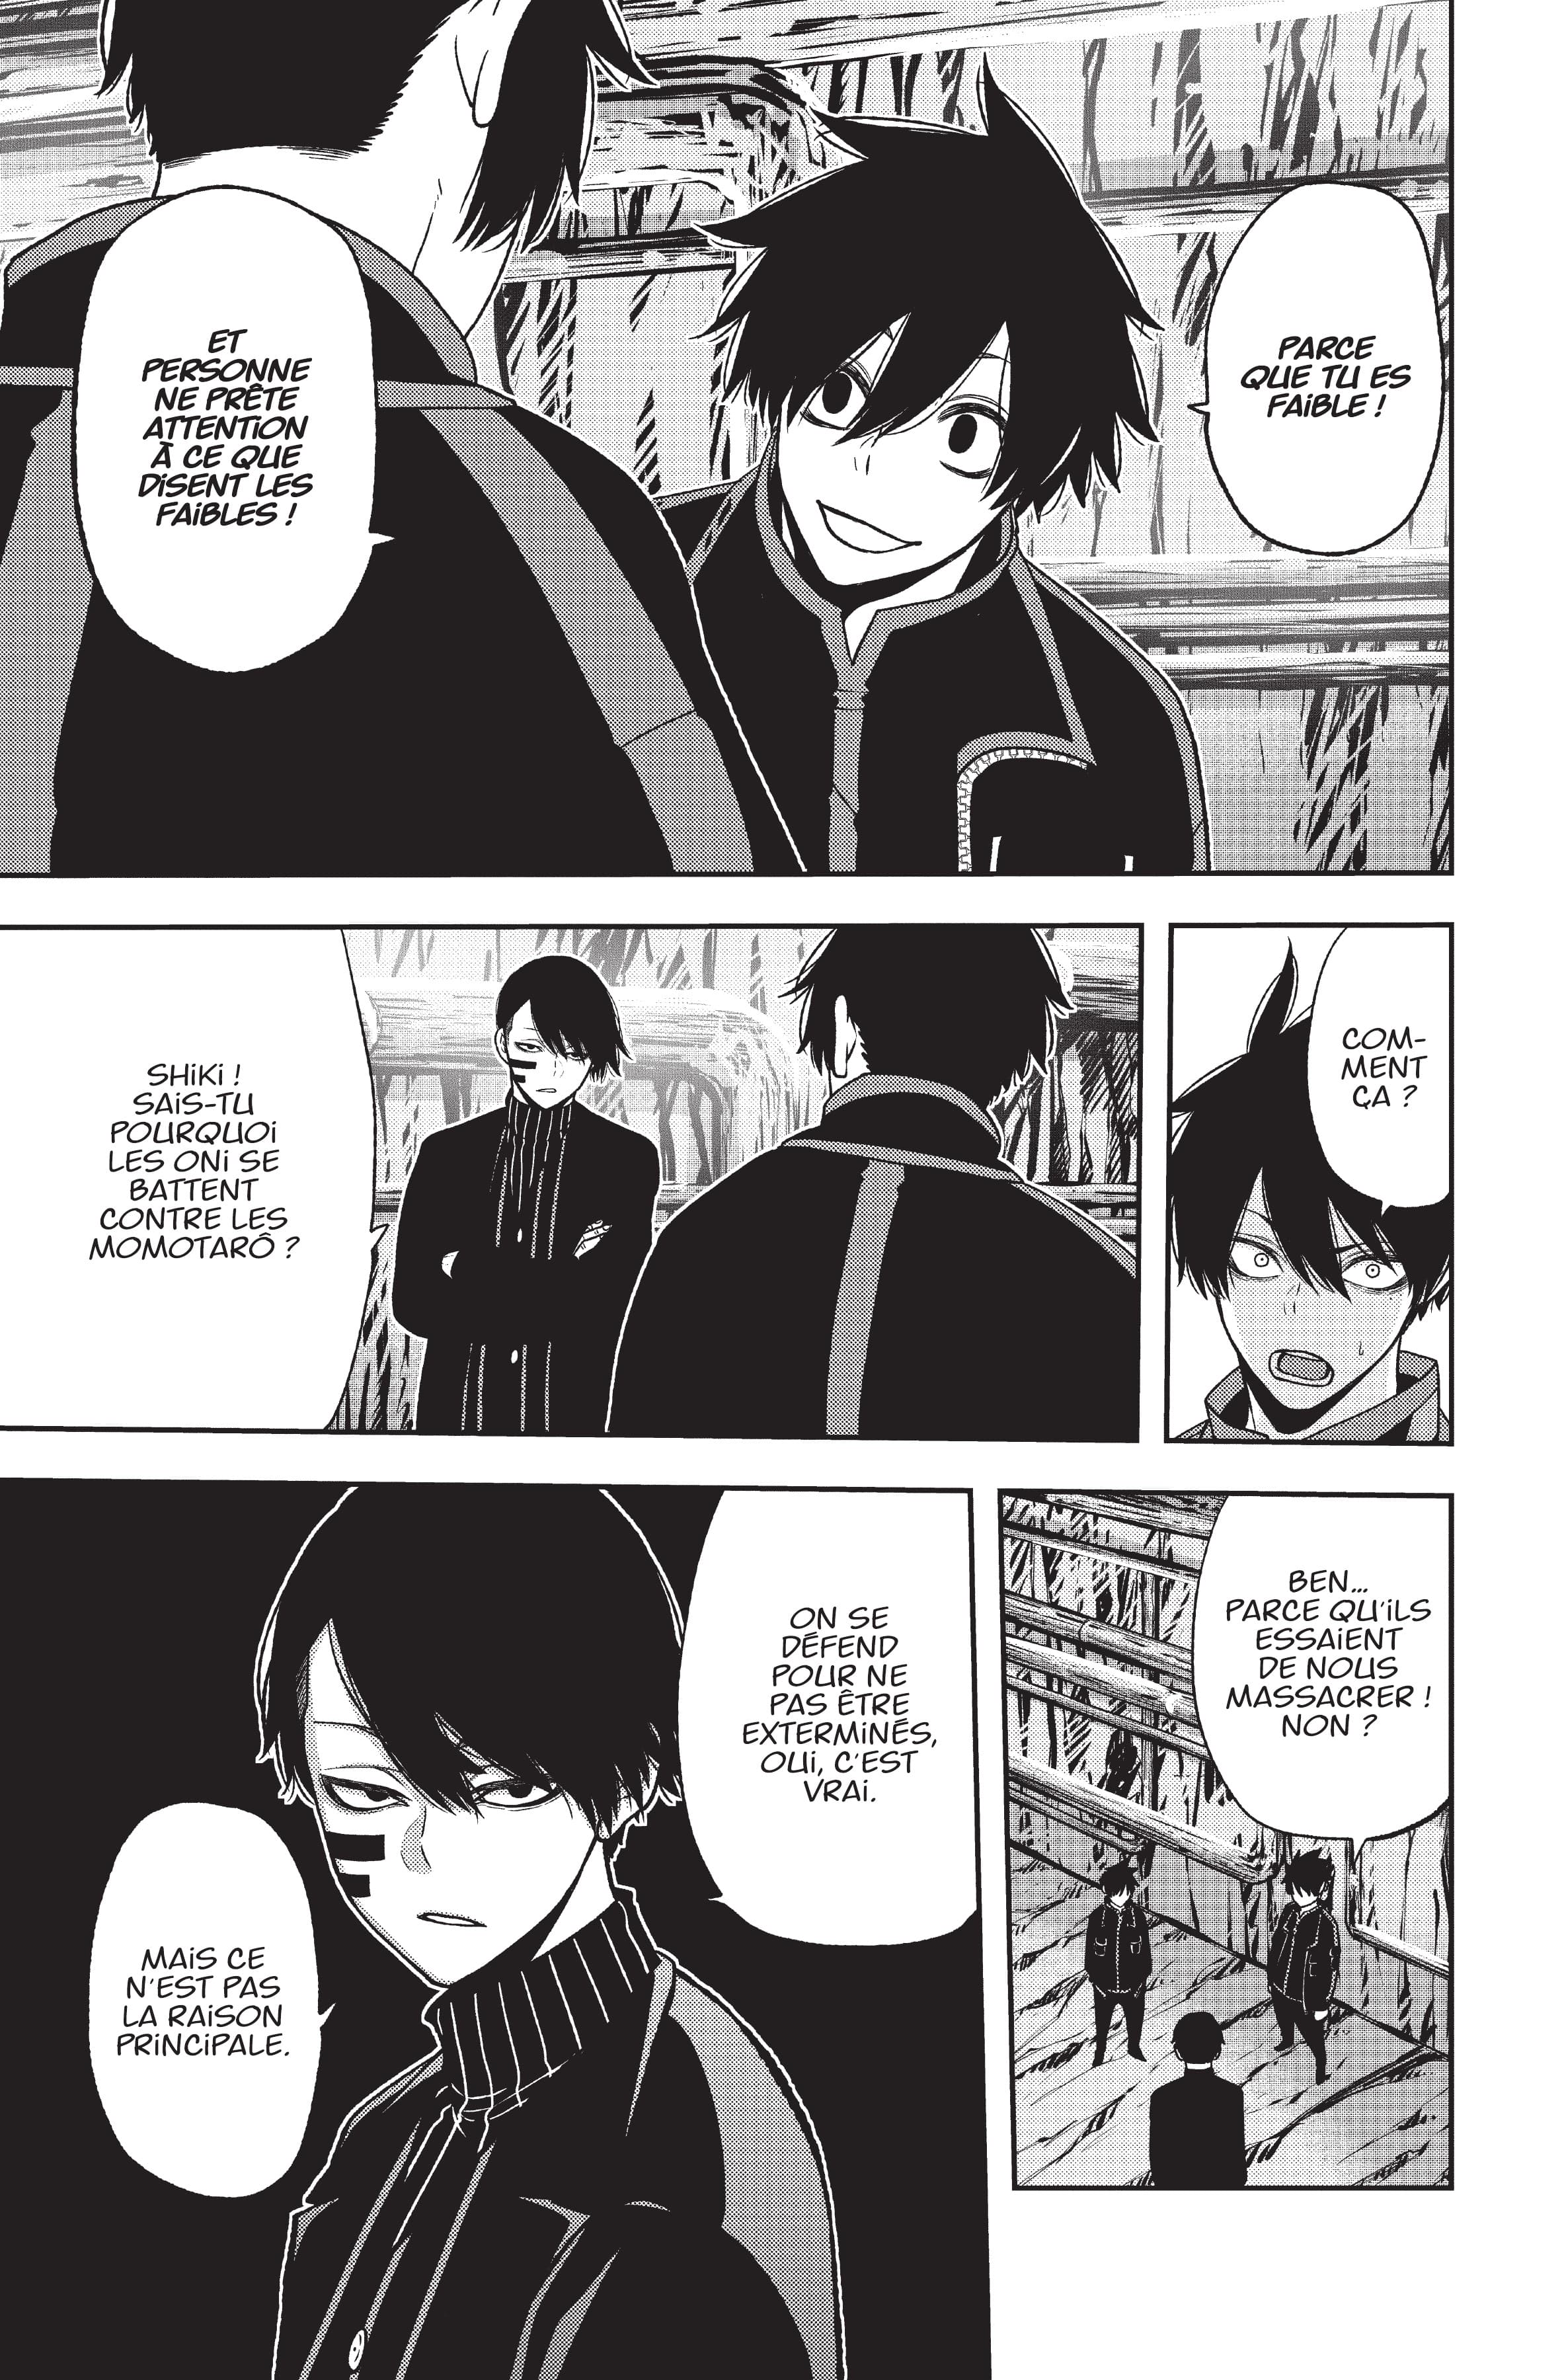 PARCE
QUE TU ES
FAIBLE !
ET
PERSONNE
NE PRÊTE
ATTENTION
À CE QUE
DISENT LES
FAIBLES !
COM-
MENT
ÇA ?
SHIKI !
SAIS-TU
POURQUOI
LES ONI SE
BATTENT
CONTRE LES
MOMOTARÔ ?
BEN...
PARCE QU'ILS
ESSAIENT
DE NOUS
MASSACRER !
NON ?
ON SE
DÉFEND
POUR NE
PAS ÊTRE
EXTERMINÉS,
OUI, C'EST
VRAI.
MAIS CE
N'EST PAS
LA RAISON
PRINCIPALE.